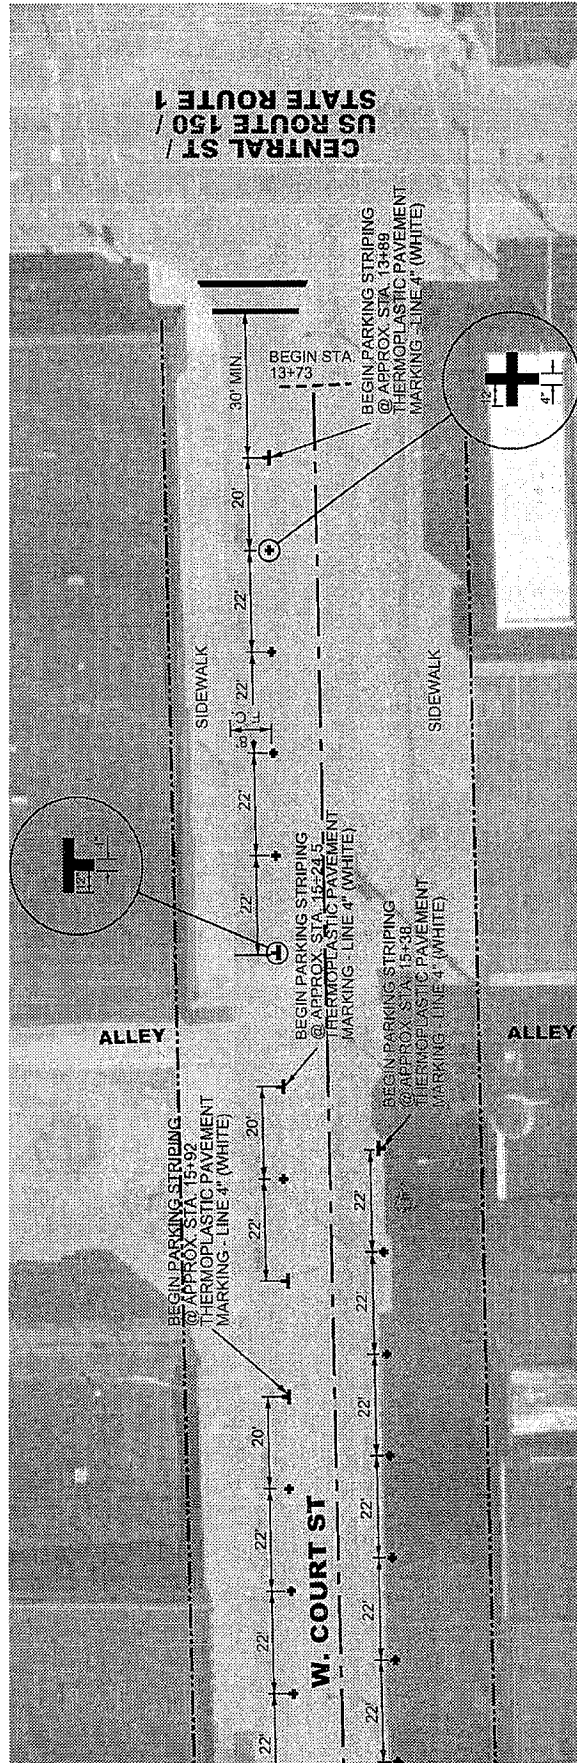 CENTRAL ST /
US ROUTE 150 /
STATE ROUTE 1
BEGIN PARKING STRIPING
@ APPROX. STA. 13+89
THERMOPLASTIC PAVEMENT
MARKING - LINE 4" (WHITE)
BEGIN STA.
13+73
30' MIN.
20'
22'
22'
22'
22'
12"
4"
SIDEWALK
SIDEWALK
BEGIN PARKING STRIPING
@ APPROX. STA. 15+24.5
THERMOPLASTIC PAVEMENT
MARKING - LINE 4" (WHITE)
ALLEY
ALLEY
BEGIN PARKING STRIPING
@ APPROX. STA. 15+38
THERMOPLASTIC PAVEMENT
MARKING - LINE 4" (WHITE)
20'
22'
BEGIN PARKING STRIPING
@ APPROX. STA. 15+92
THERMOPLASTIC PAVEMENT
MARKING - LINE 4" (WHITE)
20'
22'
22'
22'
22'
22'
22'
22'
22'
22'
W. COURT ST